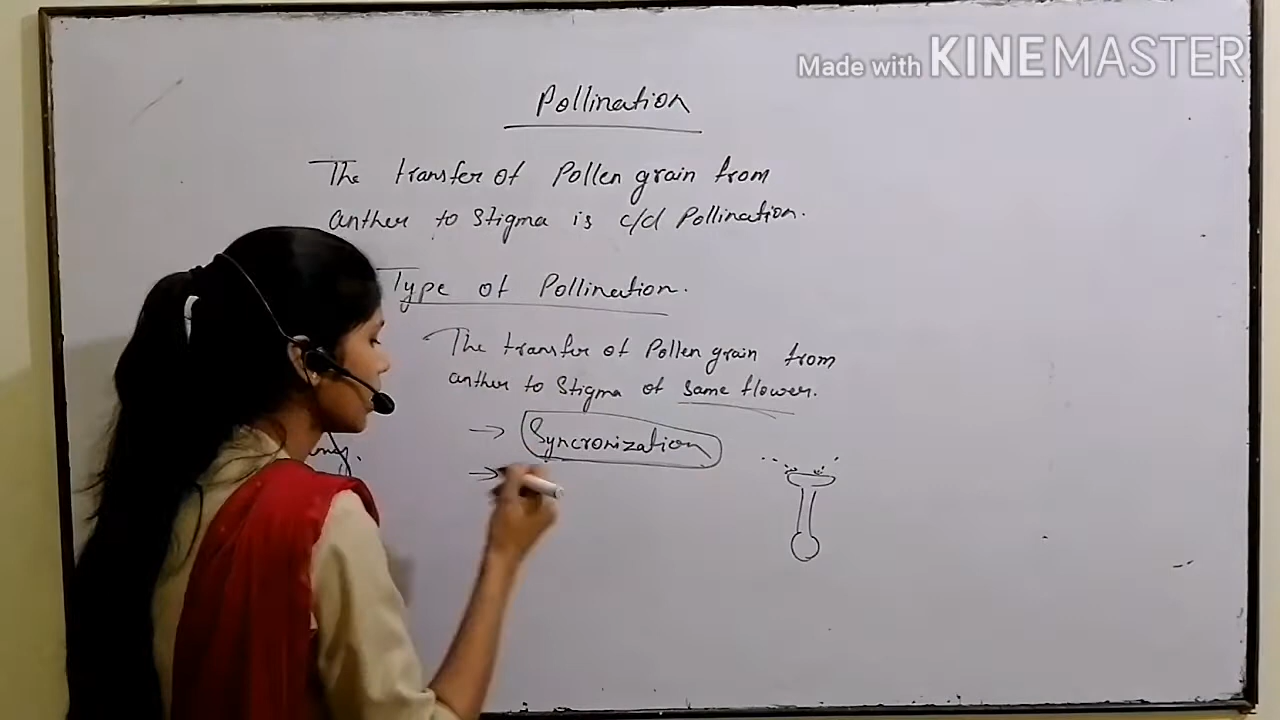 Made with KINEMASTER
Pollination
The transfer of Pollen grain from
anther to Stigma is c/d Pollination.
Type of Pollination.
The transfer of Pollen grain from
anther to Stigma of same flower.
→ Syncronization
→